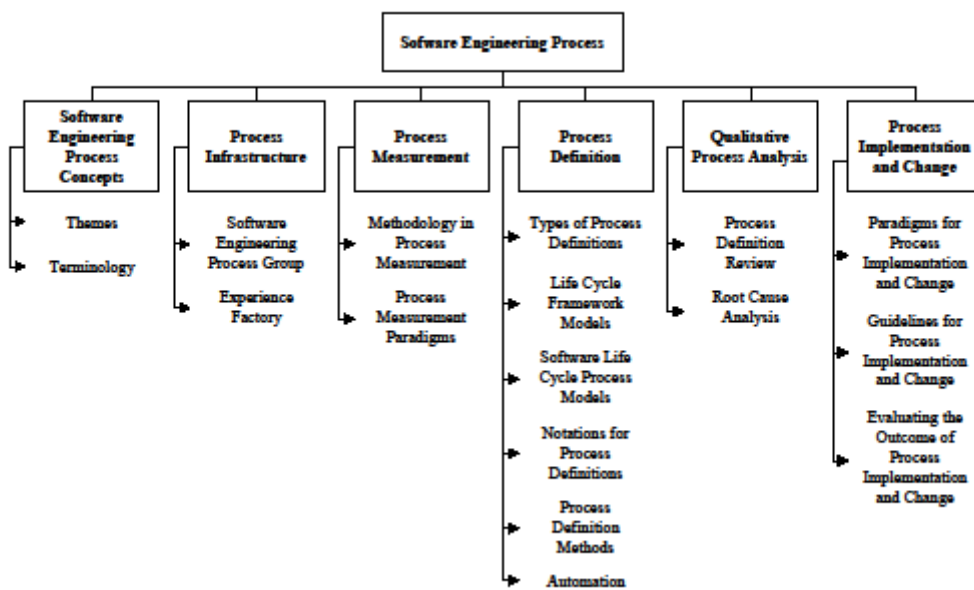 Sofware Engineering Process
Software
Engineering
Process
Concepts
Themes
Terminology
Process
Infrastructure
Software
Engineering
Process Group
Experience
Factory
Process
Measurement
Methodology in
Process
Measurement
Process
Measurement
Paradigms
Process
Definition
Types of Process
Definitions
Life Cycle
Framework
Models
Software Life
Cycle Process
Models
Notations for
Process
Definitions
Process
Definition
Methods
Automation
Qualitative
Process Analysis
Process
Definition
Review
Root Cause
Analysis
Process
Implementation
and Change
Paradigms for
Process
Implementation
and Change
Guidelines for
Process
Implementation
and Change
Evaluating the
Outcome of
Process
Implementation
and Change